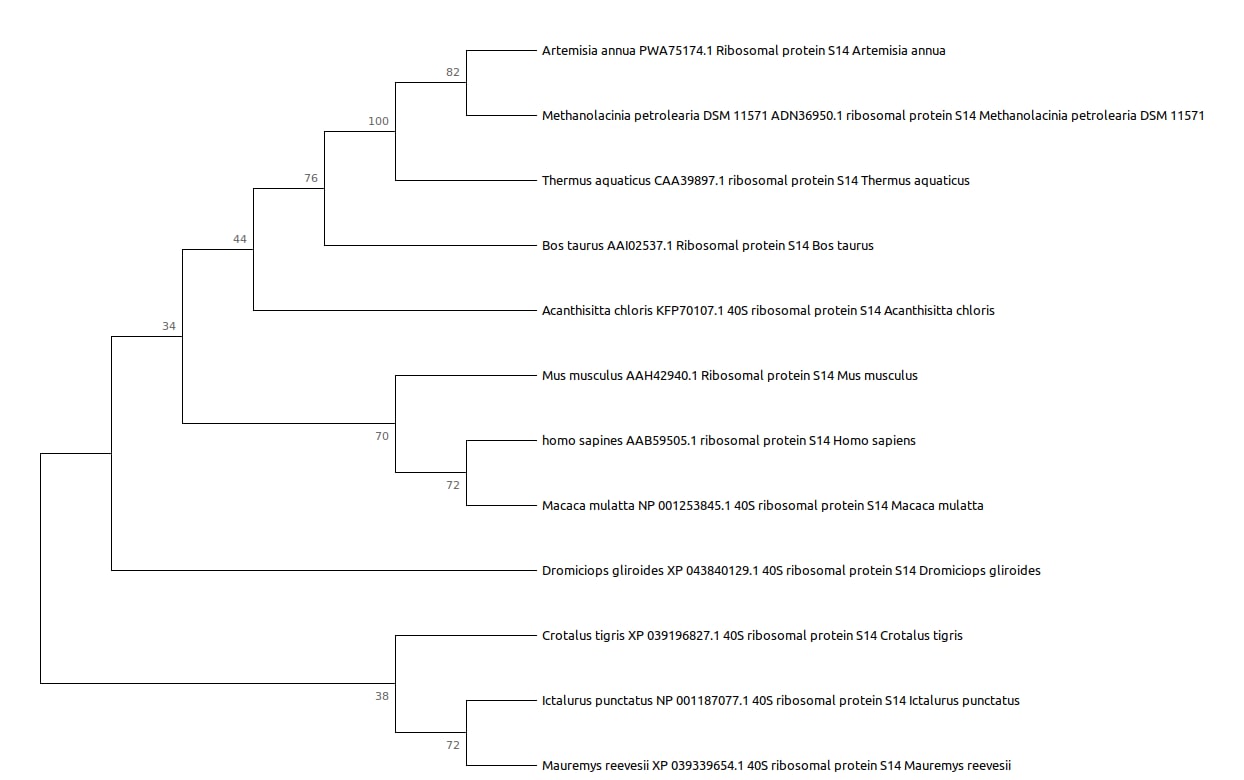 Artemisia annua PWA75174.1 Ribosomal protein S14 Artemisia annua
82
Methanolacinia petrolearia DSM 11571 ADN36950.1 ribosomal protein S14 Methanolacinia petrolearia DSM 11571
100
Thermus aquaticus CAA39897.1 ribosomal protein S14 Thermus aquaticus
76
Bos taurus AAI02537.1 Ribosomal protein S14 Bos taurus
44
Acanthisitta chloris KFP70107.1 40S ribosomal protein S14 Acanthisitta chloris
34
Mus musculus AAH42940.1 Ribosomal protein S14 Mus musculus
70
homo sapines AAB59505.1 ribosomal protein S14 Homo sapiens
72
Macaca mulatta NP 001253845.1 40S ribosomal protein S14 Macaca mulatta
Dromiciops gliroides XP 043840129.1 40S ribosomal protein S14 Dromiciops gliroides
Crotalus tigris XP 039196827.1 40S ribosomal protein S14 Crotalus tigris
38
Ictalurus punctatus NP 001187077.1 40S ribosomal protein S14 Ictalurus punctatus
72
Mauremys reevesii XP 039339654.1 40S ribosomal protein S14 Mauremys reevesii